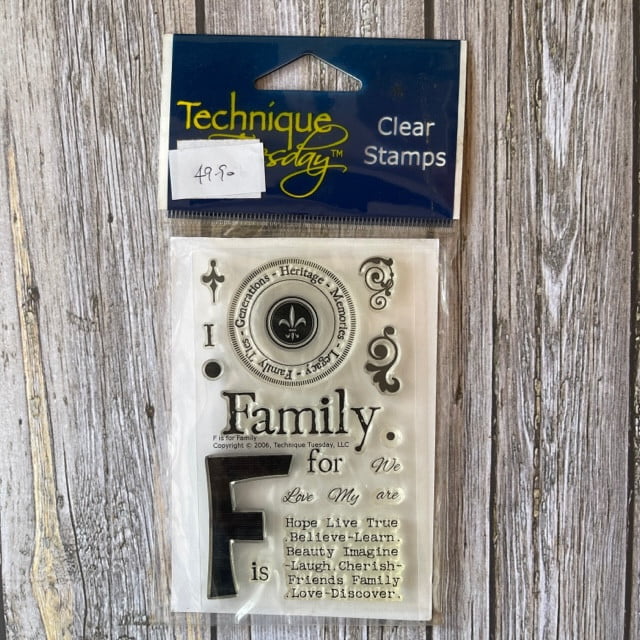 Technique
Tuesday™
Clear
Stamps
49.90
Generations - Heritage - Memories - Legacy - Family Ties -
I
Family
F is for Family
Copyright © 2006, Technique Tuesday, LLC
for
We
Love My are
F
Hope Live True
.Believe-Learn.
Beauty Imagine
-Laugh.Cherish-
Friends Family
.Love-Discover.
is